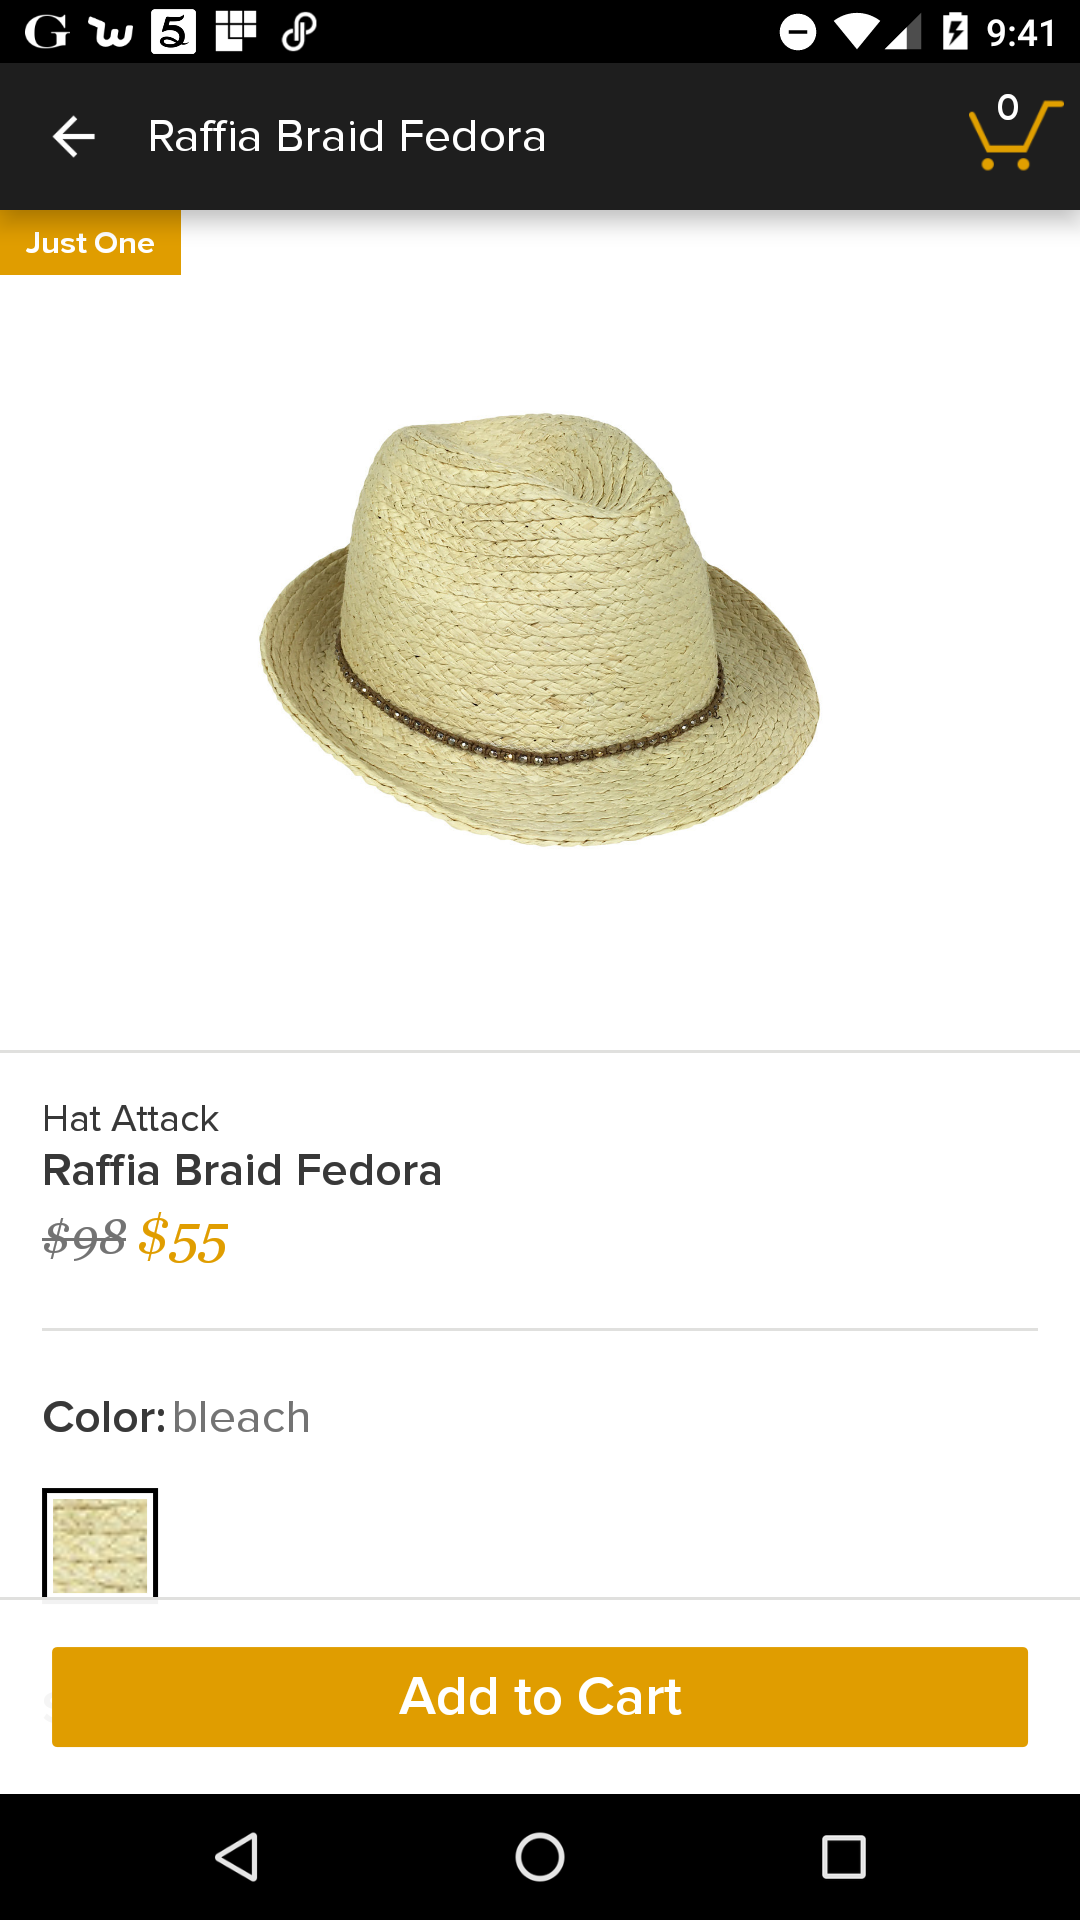 G 5 9:41
Raffia Braid Fedora 0
Just One
Hat Attack
Raffia Braid Fedora
$98 $55
Color: bleach
Add to Cart